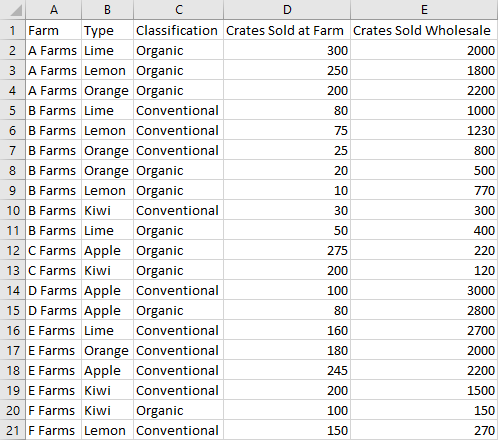 A B C D E
1 Farm Type Classification Crates Sold at Farm Crates Sold Wholesale
2 A Farms Lime Organic 300 2000
3 A Farms Lemon Organic 250 1800
4 A Farms Orange Organic 200 2200
5 B Farms Lime Conventional 80 1000
6 B Farms Lemon Conventional 75 1230
7 B Farms Orange Conventional 25 800
8 B Farms Orange Organic 20 500
9 B Farms Lemon Organic 10 770
10 B Farms Kiwi Conventional 30 300
11 B Farms Lime Organic 50 400
12 C Farms Apple Organic 275 220
13 C Farms Kiwi Organic 200 120
14 D Farms Apple Conventional 100 3000
15 D Farms Apple Organic 80 2800
16 E Farms Lime Conventional 160 2700
17 E Farms Orange Conventional 180 2000
18 E Farms Apple Conventional 245 2200
19 E Farms Kiwi Conventional 200 1500
20 F Farms Kiwi Organic 100 150
21 F Farms Lemon Conventional 150 270